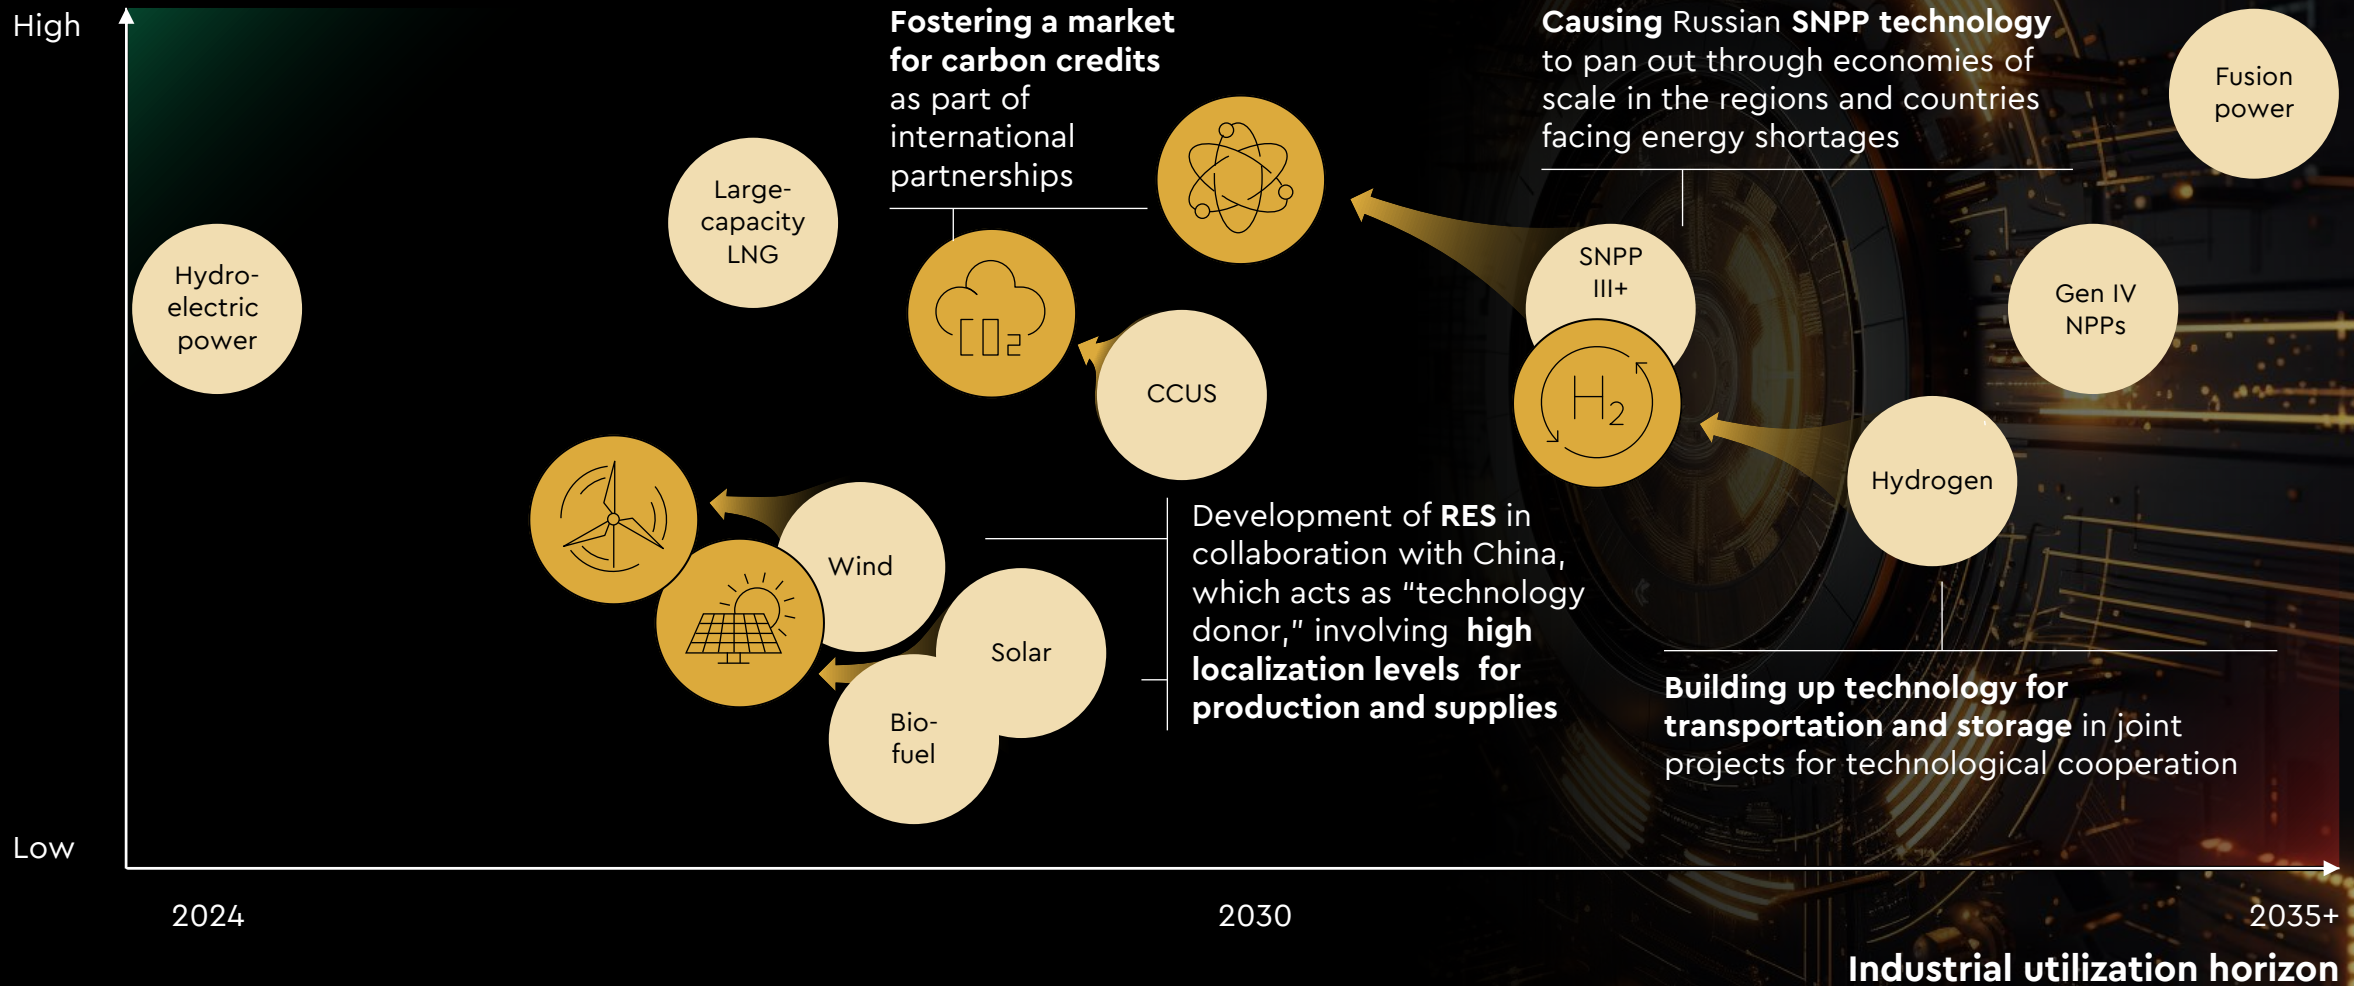 High
Fostering a market
for carbon credits
as part of
international
partnerships
Causing Russian SNPP technology
to pan out through economies of
scale in the regions and countries
facing energy shortages
Fusion
power
Large-
capacity
LNG
Hydro-
electric
power
SNPP
III+
Gen IV
NPPs
CO2
CCUS
H2
Hydrogen
Wind
Solar
Bio-
fuel
Development of RES in
collaboration with China,
which acts as “technology
donor,” involving high
localization levels for
production and supplies
Building up technology for
transportation and storage in joint
projects for technological cooperation
Low
2024
2030
2035+
Industrial utilization horizon